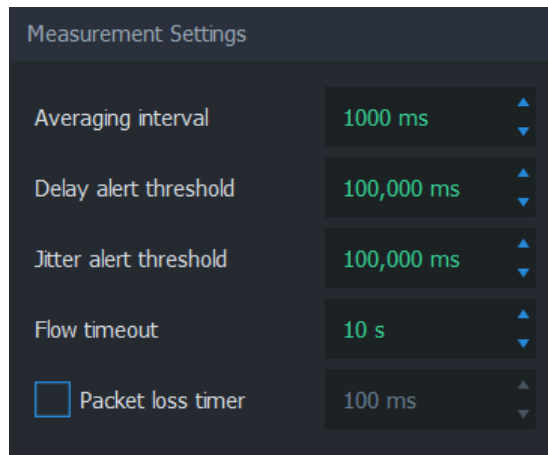 Measurement Settings
Averaging interval 1000 ms
Delay alert threshold 100,000 ms
Jitter alert threshold 100,000 ms
Flow timeout 10 s
Packet loss timer 100 ms